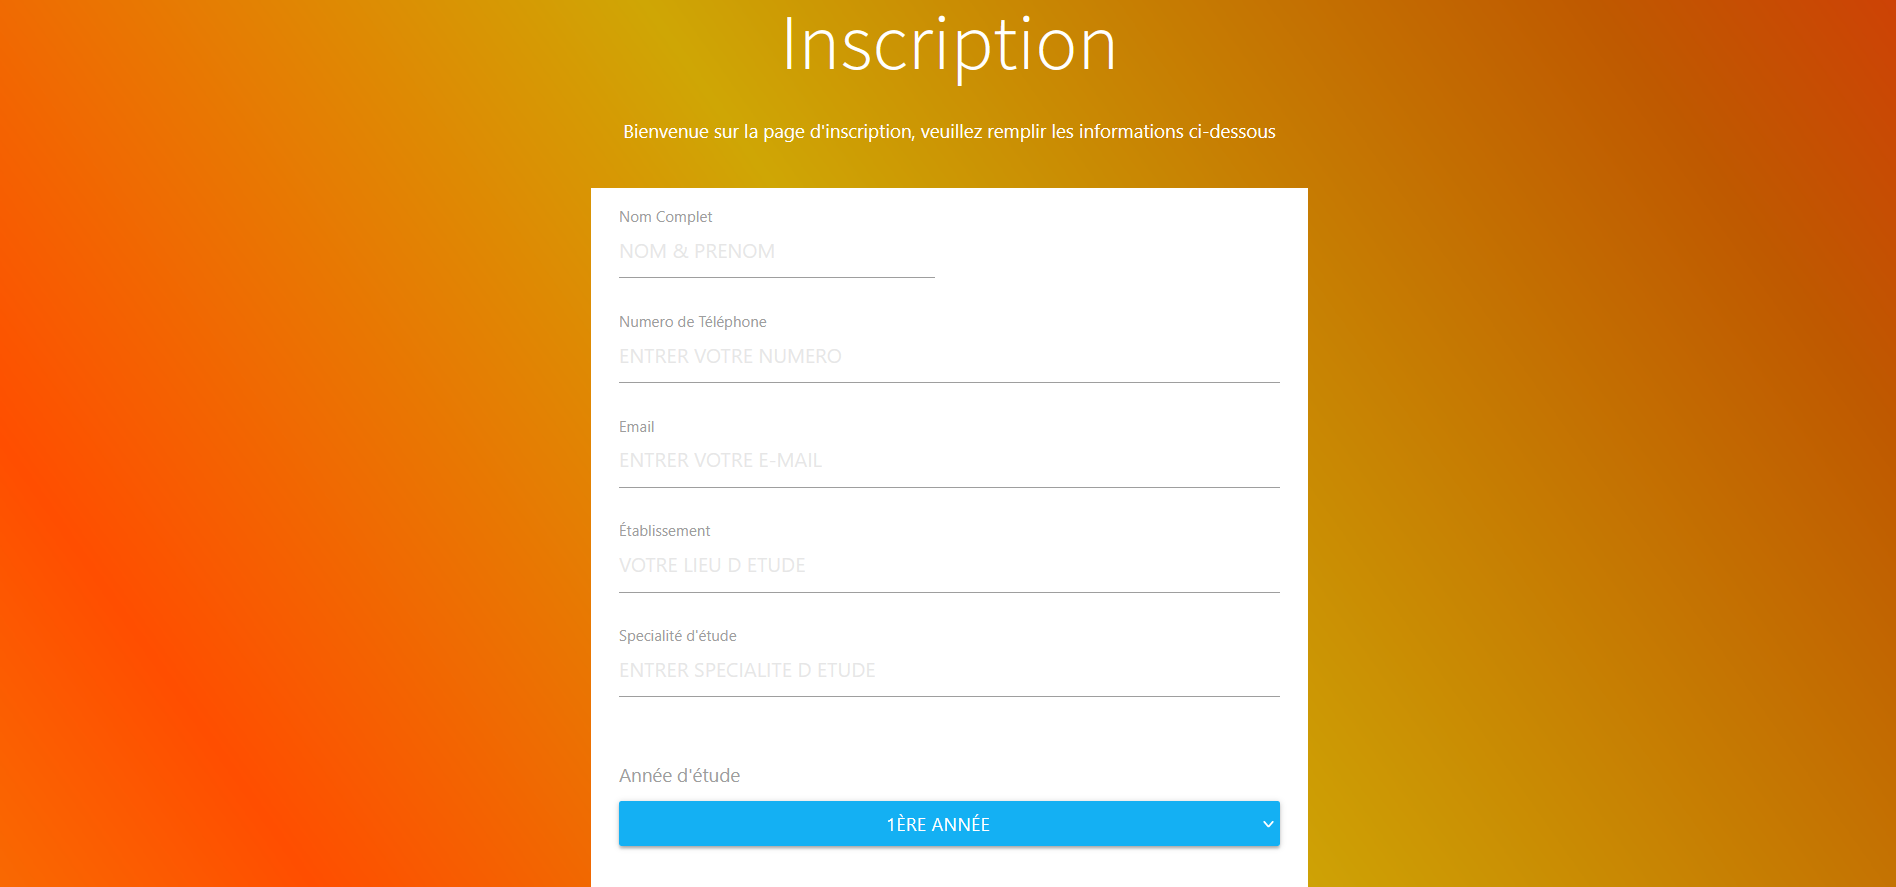 Inscription
Bienvenue sur la page d'inscription, veuillez remplir les informations ci-dessous
Nom Complet
NOM & PRENOM
Numero de Téléphone
ENTRER VOTRE NUMERO
Email
ENTRER VOTRE E-MAIL
Établissement
VOTRE LIEU D ETUDE
Specialité d'étude
ENTRER SPECIALITE D ETUDE
Année d'étude
1ÈRE ANNÉE